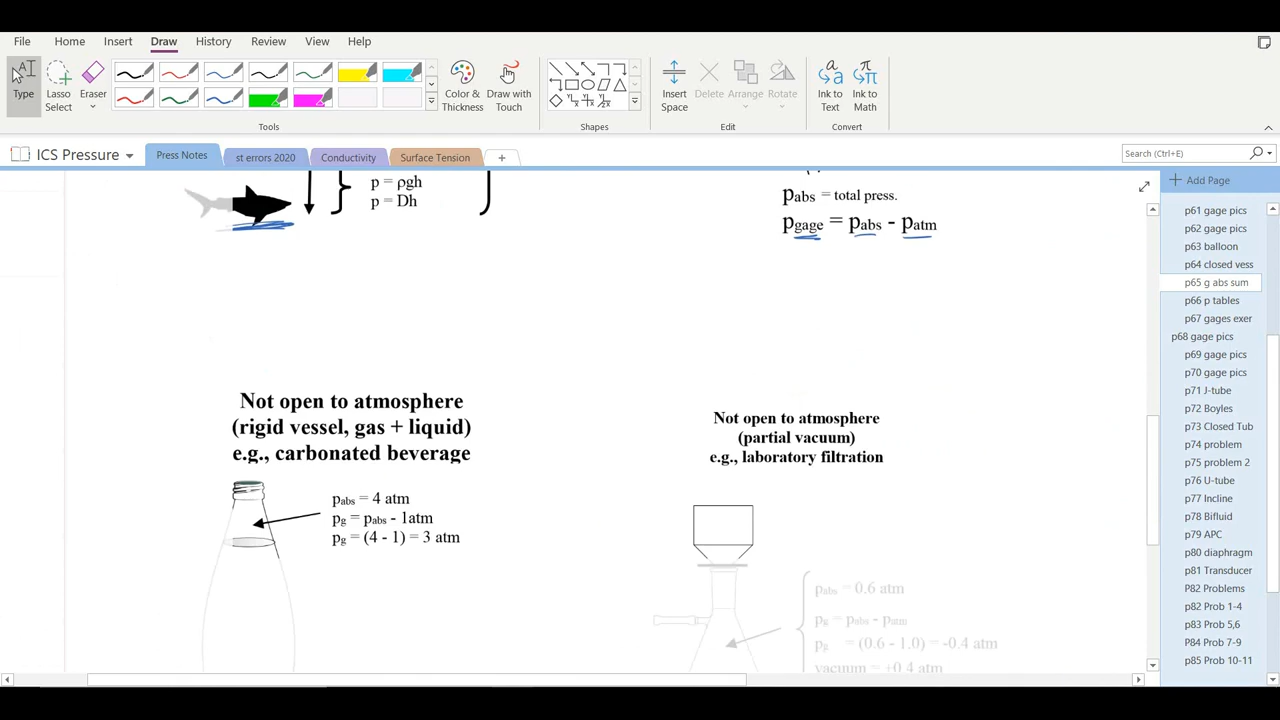 File Home Insert Draw History Review View Help
Type
Lasso Select
Eraser
Color & Thickness
Draw with Touch
Insert Space
Delete
Arrange
Rotate
Ink to Text
Ink to Math
Tools
Shapes
Edit
Convert
ICS Pressure
Press Notes
st errors 2020
Conductivity
Surface Tension
+
Search (Ctrl+E)
+ Add Page
p = ρgh
p = Dh
pabs = total press.
pgage = pabs - patm
Not open to atmosphere
(rigid vessel, gas + liquid)
e.g., carbonated beverage
pabs = 4 atm
pg = pabs - 1atm
pg = (4 - 1) = 3 atm
Not open to atmosphere
(partial vacuum)
e.g., laboratory filtration
pabs = 0.6 atm
pg = pabs - patm
pg = (0.6 - 1.0) = -0.4 atm
vacuum = +0.4 atm
p61 gage pics
p62 gage pics
p63 balloon
p64 closed vess
p65 g abs sum
p66 p tables
p67 gages exer
p68 gage pics
p69 gage pics
p70 gage pics
p71 J-tube
p72 Boyles
p73 Closed Tub
p74 problem
p75 problem 2
p76 U-tube
p77 Incline
p78 Bifluid
p79 APC
p80 diaphragm
p81 Transducer
P82 Problems
p82 Prob 1-4
p83 Prob 5,6
P84 Prob 7-9
p85 Prob 10-11